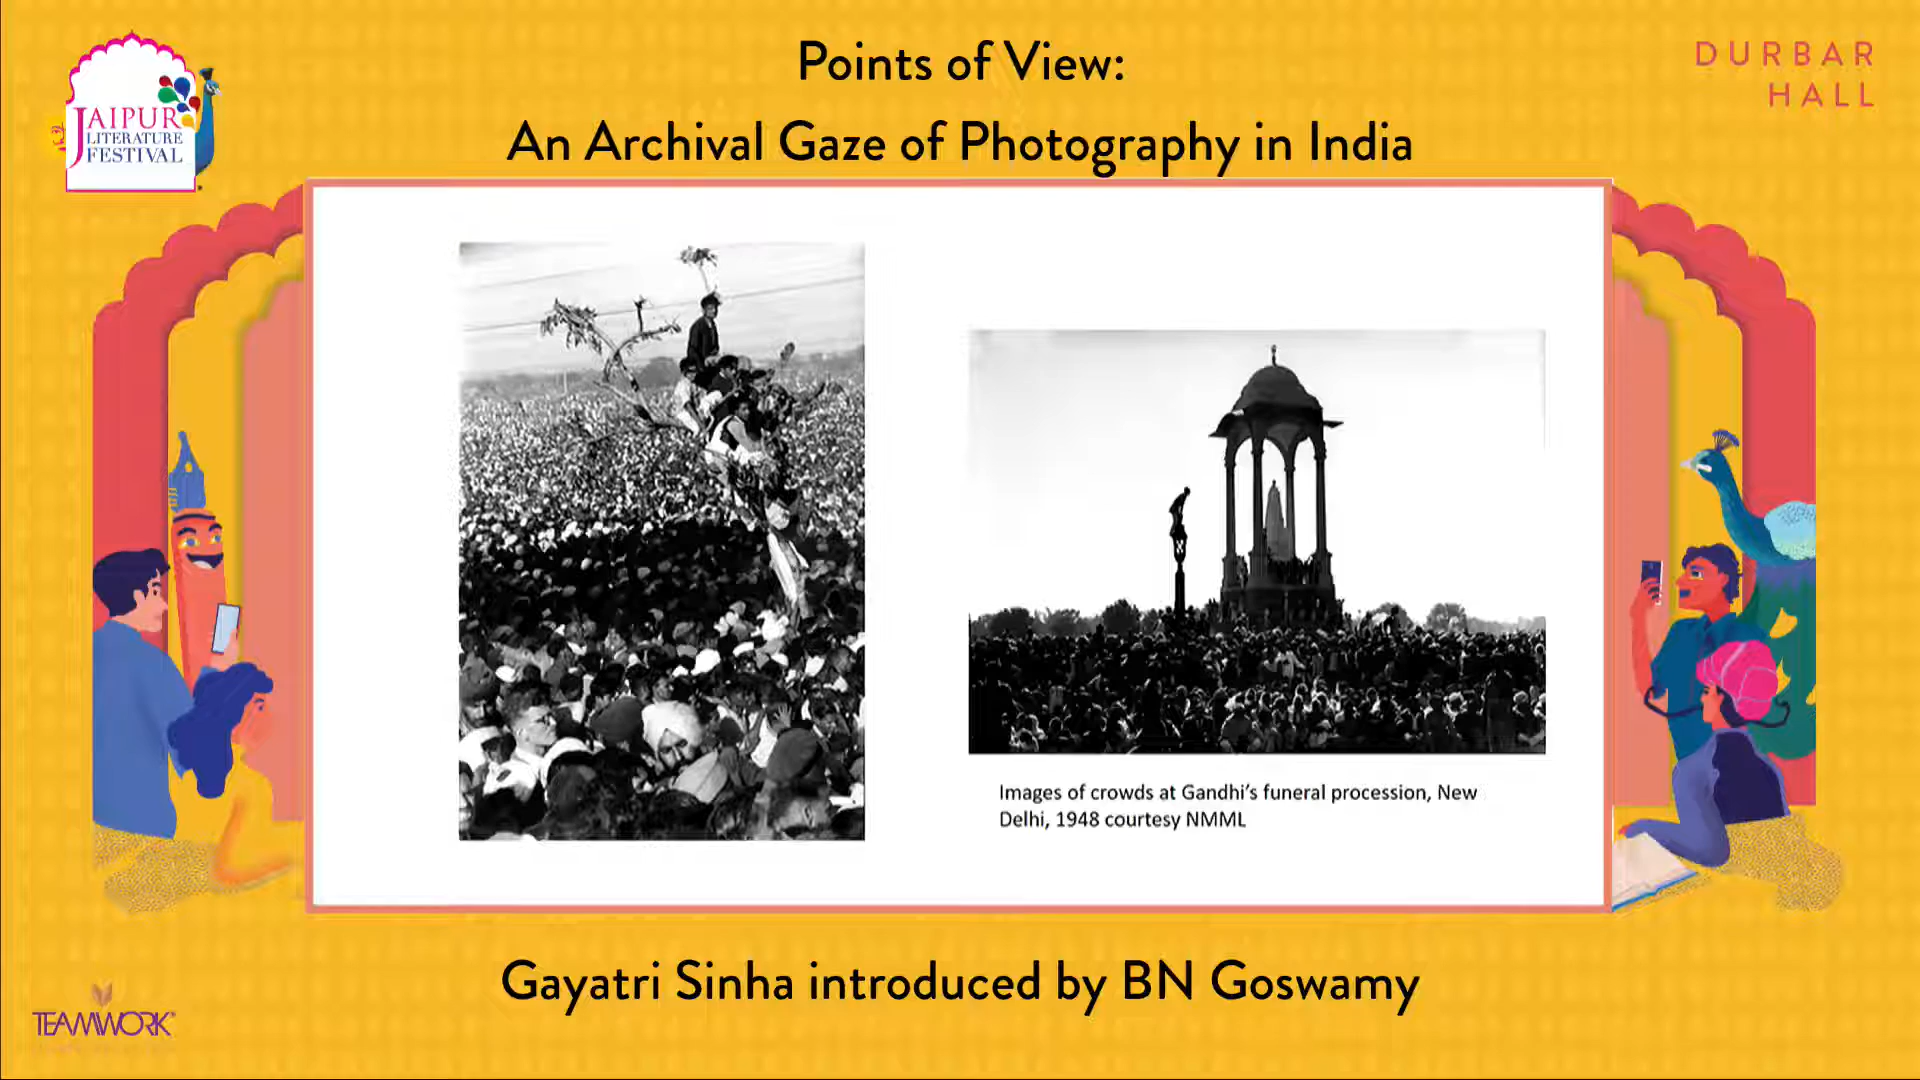 Points of View:
An Archival Gaze of Photography in India
DURBAR
HALL
JAIPUR
LITERATURE
FESTIVAL
Images of crowds at Gandhi's funeral procession, New
Delhi, 1948 courtesy NMML
Gayatri Sinha introduced by BN Goswamy
TEAMWORK